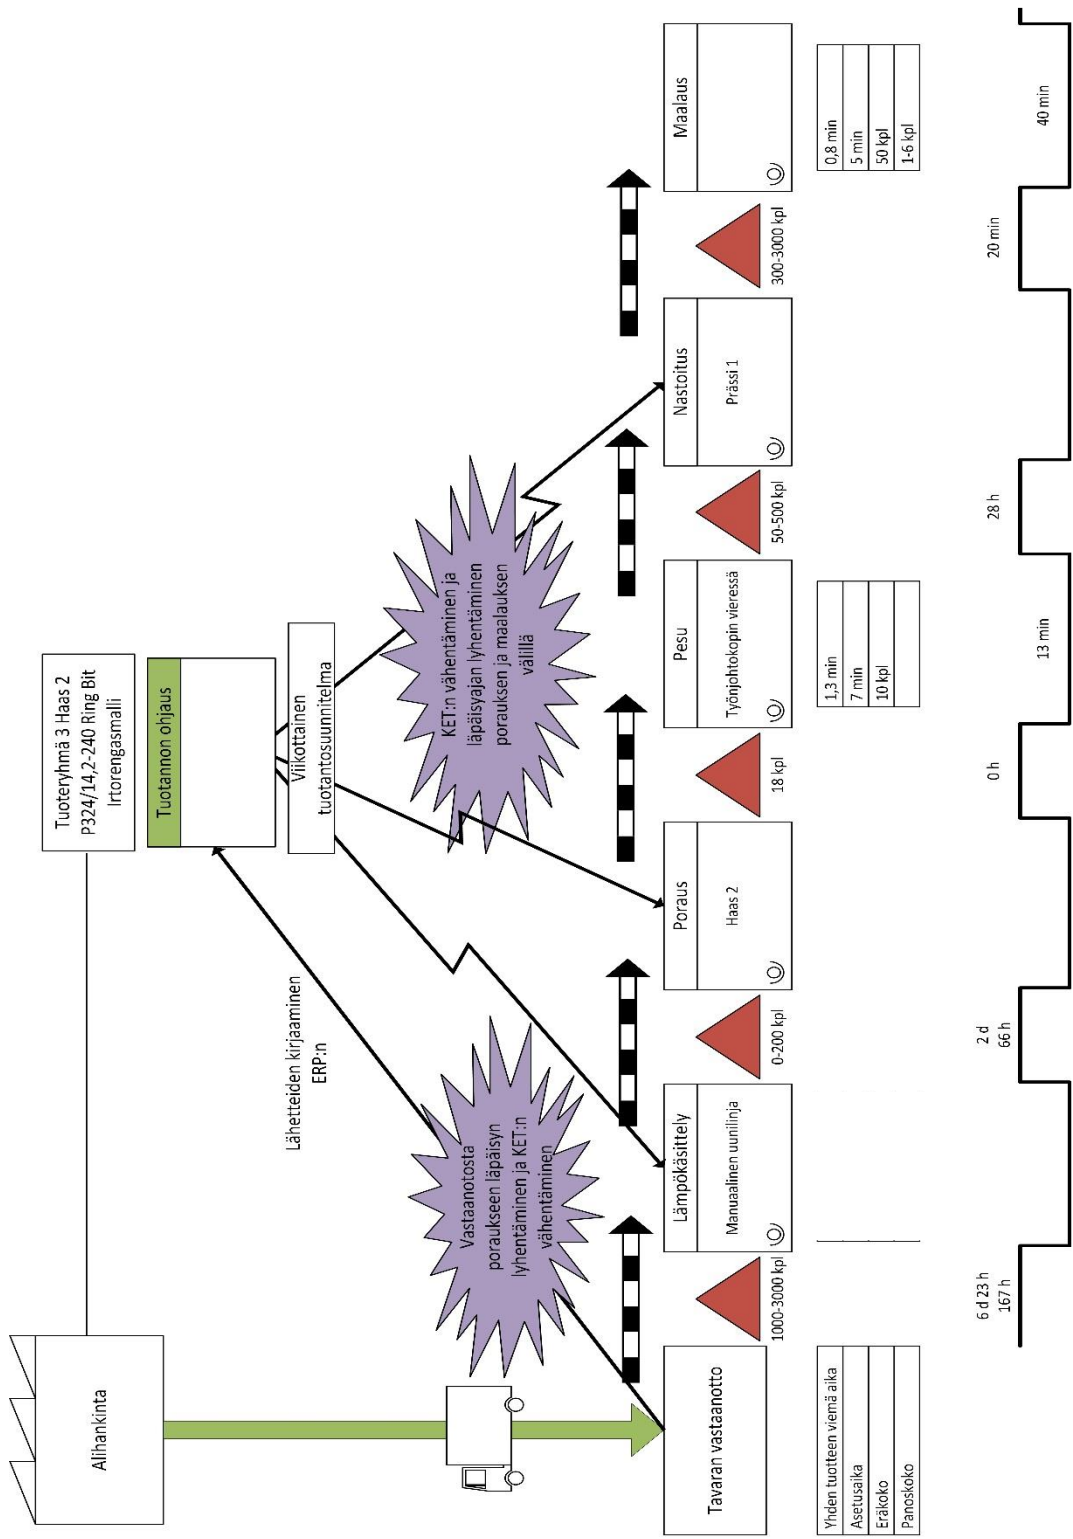 Alihankinta
Tuoteryhmä 3 Haas 2
P324/14,2-240 Ring Bit
Irtorengasmalli
Tuotannon ohjaus
Viikottainen
tuotantosuunnitelma
Lähetteiden kirjaaminen
ERP:n
Vastaanotosta
poraukseen läpäisyn
lyhentäminen ja KET:n
vähentäminen
KET:n vähentäminen ja
läpäisyajan lyhentäminen
porauksen ja maalauksen
välillä
Tavaran vastaanotto
1000-3000 kpl
Lämpökäsittely
Manuaalinen uunilinja
0-200 kpl
Poraus
Haas 2
18 kpl
Pesu
Työnjohtokopin vieressä
50-500 kpl
Nastoitus
Prässi 1
300-3000 kpl
Maalaus
Yhden tuotteen viemä aika
Asetusaika
Eräkoko
Panoskoko
1,3 min
7 min
10 kpl
0,8 min
5 min
50 kpl
1-6 kpl
6 d 23 h
167 h
2 d
66 h
0 h
13 min
28 h
20 min
40 min